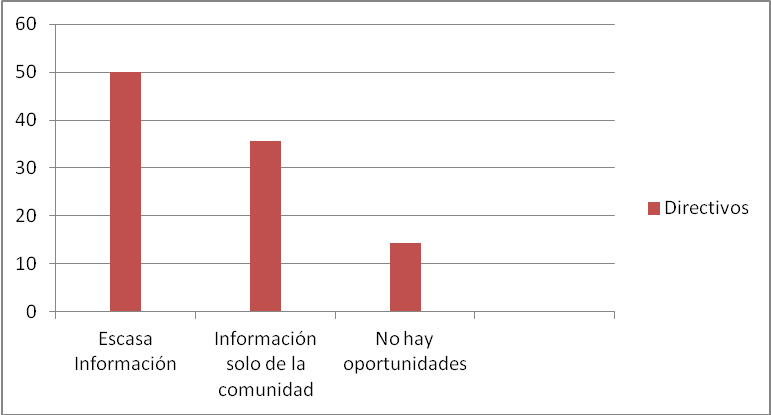 60
50
40
30
20
10
0
Escasa
Información
Información
solo de la
comunidad
No hay
oportunidades
Directivos